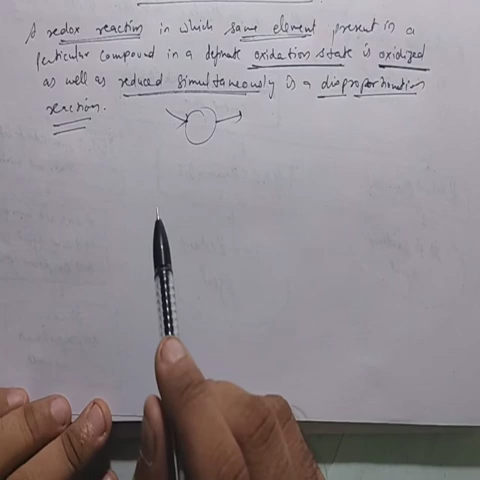 A redox reaction in which same element present in a
perticular compound in a definite oxidation state is oxidized
as well as reduced simultaneously is a disproportionation
reaction.